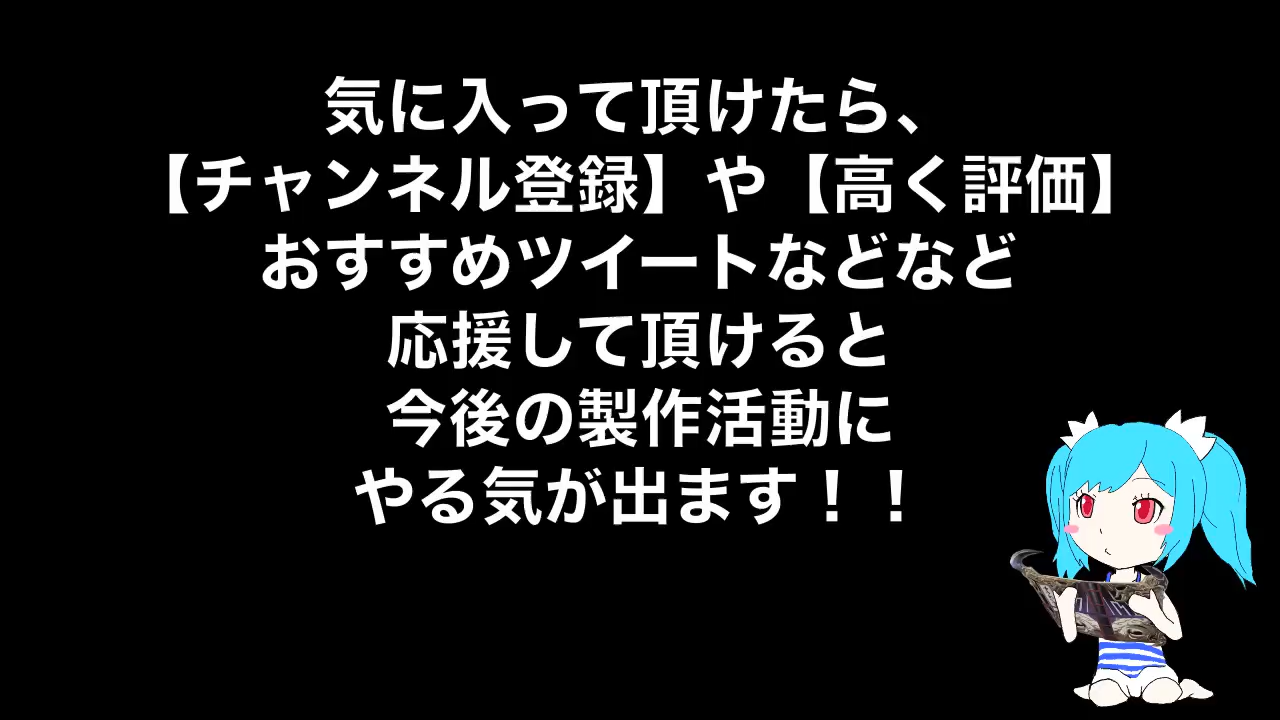 気に入って頂けたら、
【チャンネル登録】や【高く評価】
おすすめツイートなどなど
応援して頂けると
今後の製作活動に
やる気が出ます！！